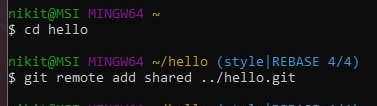 nikit@MSI MINGW64 ~
$ cd hello
nikit@MSI MINGW64 ~/hello (style|REBASE 4/4)
$ git remote add shared ../hello.git